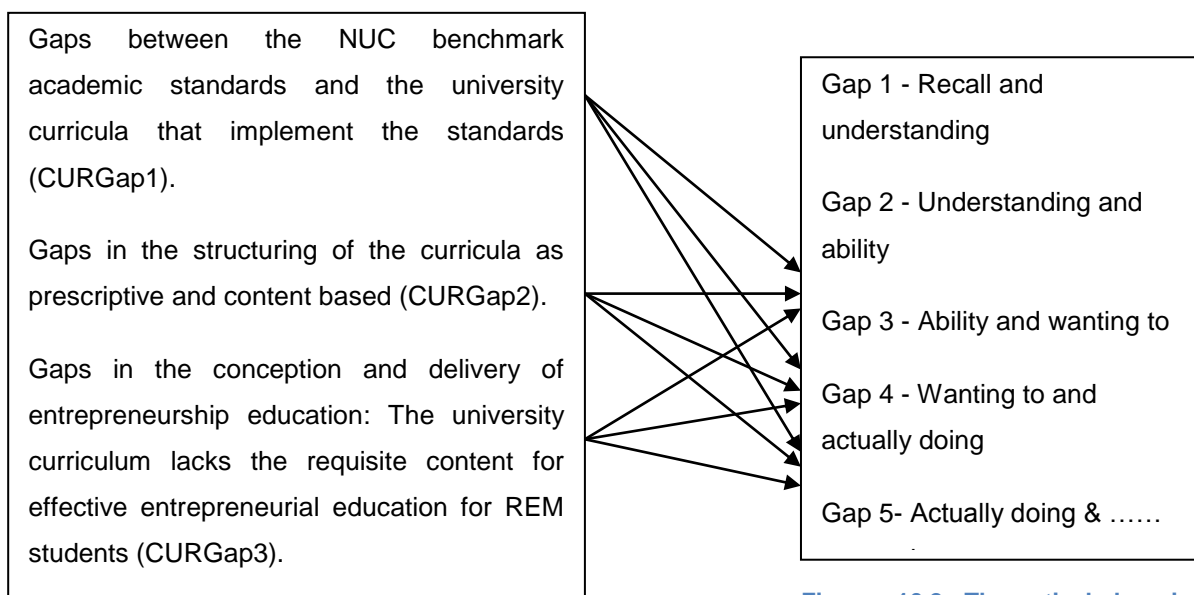 Gaps between the NUC benchmark
academic standards and the university
curricula that implement the standards
(CURGap1).
Gaps in the structuring of the curricula as
prescriptive and content based (CURGap2).
Gaps in the conception and delivery of
entrepreneurship education: The university
curriculum lacks the requisite content for
effective entrepreneurial education for REM
students (CURGap3).
Gap 1 - Recall and
understanding
Gap 2 - Understanding and
ability
Gap 3 - Ability and wanting to
Gap 4 - Wanting to and
actually doing
Gap 5- Actually doing & ……